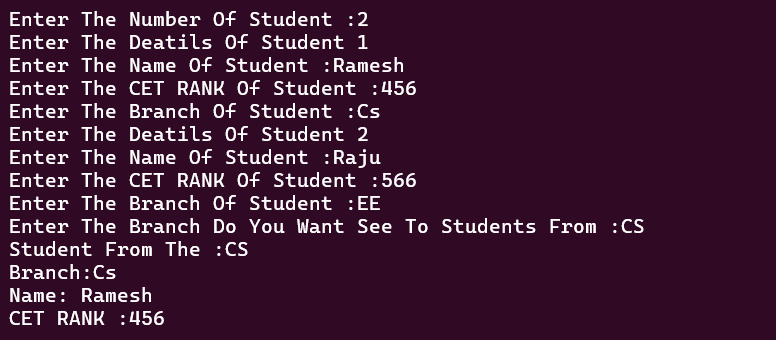 Enter The Number Of Student :2
Enter The Deatils Of Student 1
Enter The Name Of Student :Ramesh
Enter The CET RANK Of Student :456
Enter The Branch Of Student :Cs
Enter The Deatils Of Student 2
Enter The Name Of Student :Raju
Enter The CET RANK Of Student :566
Enter The Branch Of Student :EE
Enter The Branch Do You Want See To Students From :CS
Student From The :CS
Branch:Cs
Name: Ramesh
CET RANK :456